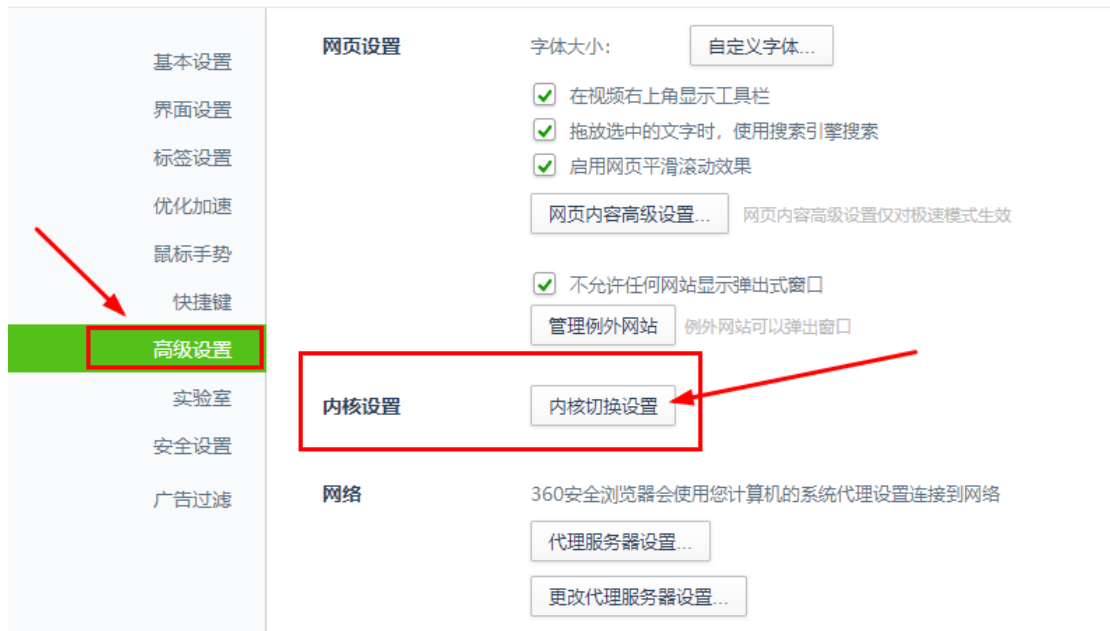 基本设置
界面设置
标签设置
优化加速
鼠标手势
快捷键
高级设置
实验室
安全设置
广告过滤
网页设置 字体大小: 自定义字体...
在视频右上角显示工具栏
拖放选中的文字时，使用搜索引擎搜索
启用网页平滑滚动效果
网页内容高级设置... 网页内容高级设置仅对极速模式生效
不允许任何网站显示弹出式窗口
管理例外网站 例外网站可以弹出窗口
内核设置 内核切换设置
网络 360安全浏览器会使用您计算机的系统代理设置连接到网络
代理服务器设置...
更改代理服务器设置...